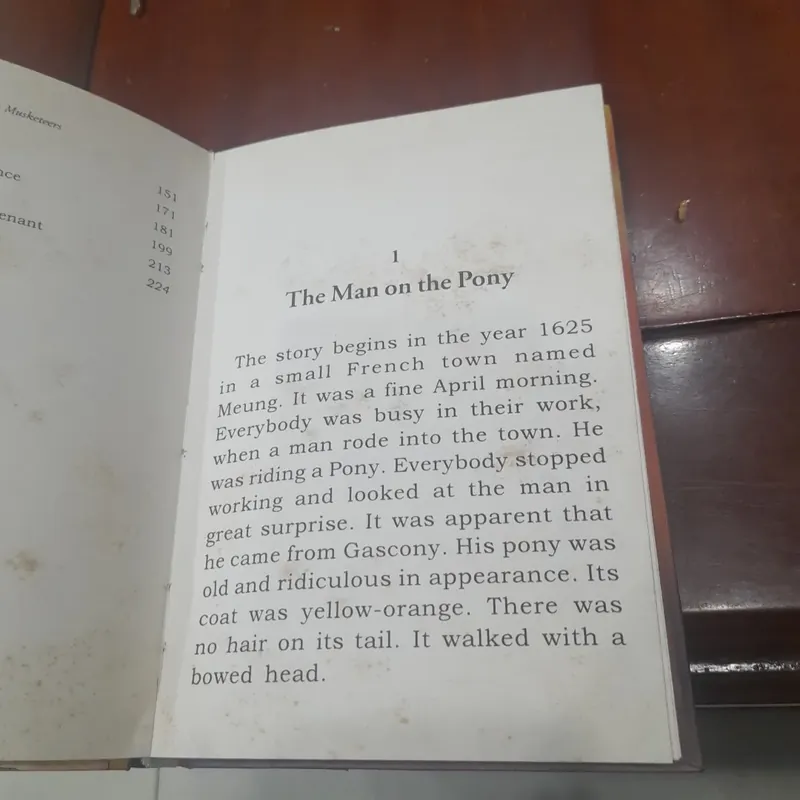 Musketeers
nce
enant
151
171
181
199
213
224
1
The Man on the Pony
The story begins in the year 1625
in a small French town named
Meung. It was a fine April morning.
Everybody was busy in their work,
when a man rode into the town. He
was riding a Pony. Everybody stopped
working and looked at the man in
great surprise. It was apparent that
he came from Gascony. His pony was
old and ridiculous in appearance. Its
coat was yellow-orange. There was
no hair on its tail. It walked with a
bowed head.